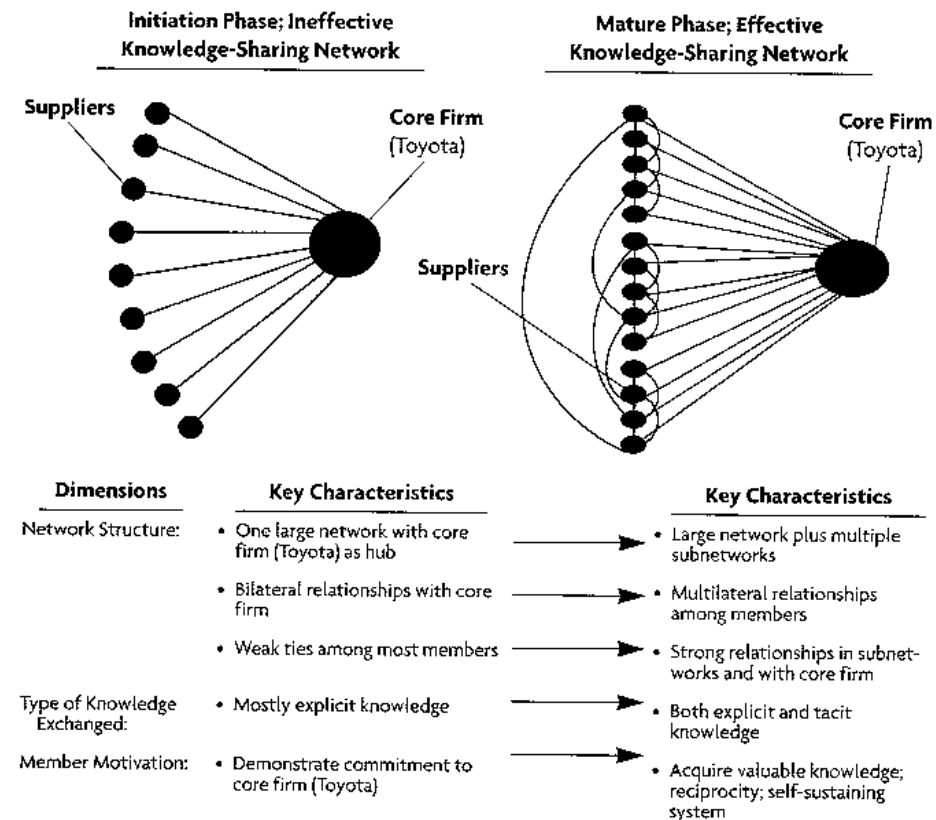 Initiation Phase; Ineffective
Knowledge-Sharing Network
Suppliers
Core Firm
(Toyota)
Mature Phase; Effective
Knowledge-Sharing Network
Core Firm
(Toyota)
Suppliers
Dimensions
Key Characteristics
Key Characteristics
Network Structure:
• One large network with core
firm (Toyota) as hub
• Large network plus multiple
subnetworks
• Bilateral relationships with core
firm
• Multilateral relationships
among members
• Weak ties among most members
• Strong relationships in subnet-
works and with core firm
Type of Knowledge
Exchanged:
• Mostly explicit knowledge
• Both explicit and tacit
knowledge
Member Motivation:
• Demonstrate commitment to
core firm (Toyota)
• Acquire valuable knowledge;
reciprocity; self-sustaining
system